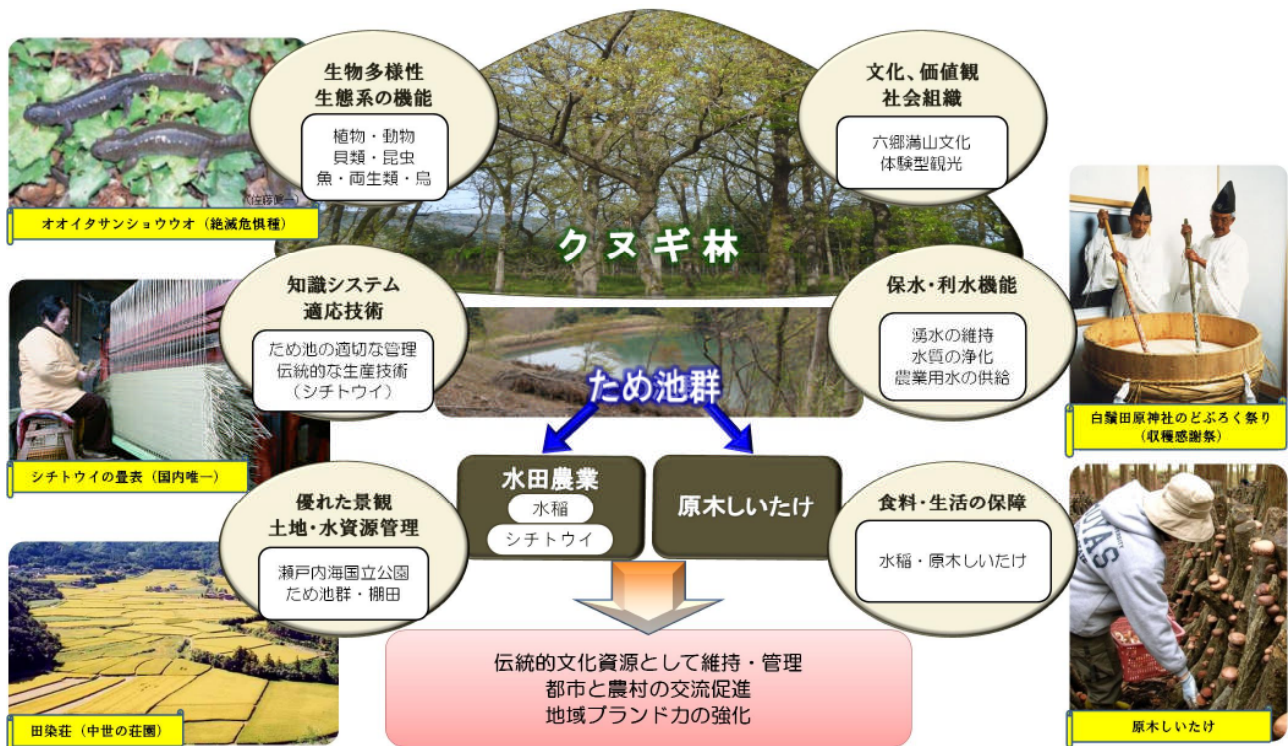 生物多様性
生態系の機能
植物・動物
貝類・昆虫
魚・両生類・鳥
文化、価値観
社会組織
六郷満山文化
体験型観光
(佐藤眞一)
オオイタサンショウウオ（絶滅危惧種）
クヌギ林
知識システム
適応技術
ため池の適切な管理
伝統的な生産技術
（シチトウイ）
保水・利水機能
湧水の維持
水質の浄化
農業用水の供給
ため池群
白鬚田原神社のどぶろく祭り
（収穫感謝祭）
シチトウイの畳表（国内唯一）
水田農業
水稲
シチトウイ
原木しいたけ
優れた景観
土地・水資源管理
瀬戸内海国立公園
ため池群・棚田
食料・生活の保障
水稲・原木しいたけ
伝統的文化資源として維持・管理
都市と農村の交流促進
地域ブランド力の強化
田染荘（中世の荘園）
原木しいたけ